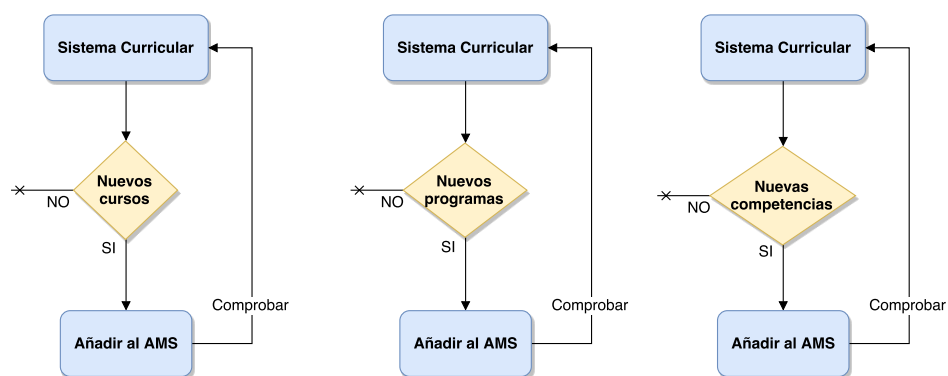 Sistema Curricular
Nuevos
cursos
NO
SI
Comprobar
Añadir al AMS
Sistema Curricular
Nuevos
programas
NO
SI
Comprobar
Añadir al AMS
Sistema Curricular
Nuevas
competencias
NO
SI
Comprobar
Añadir al AMS